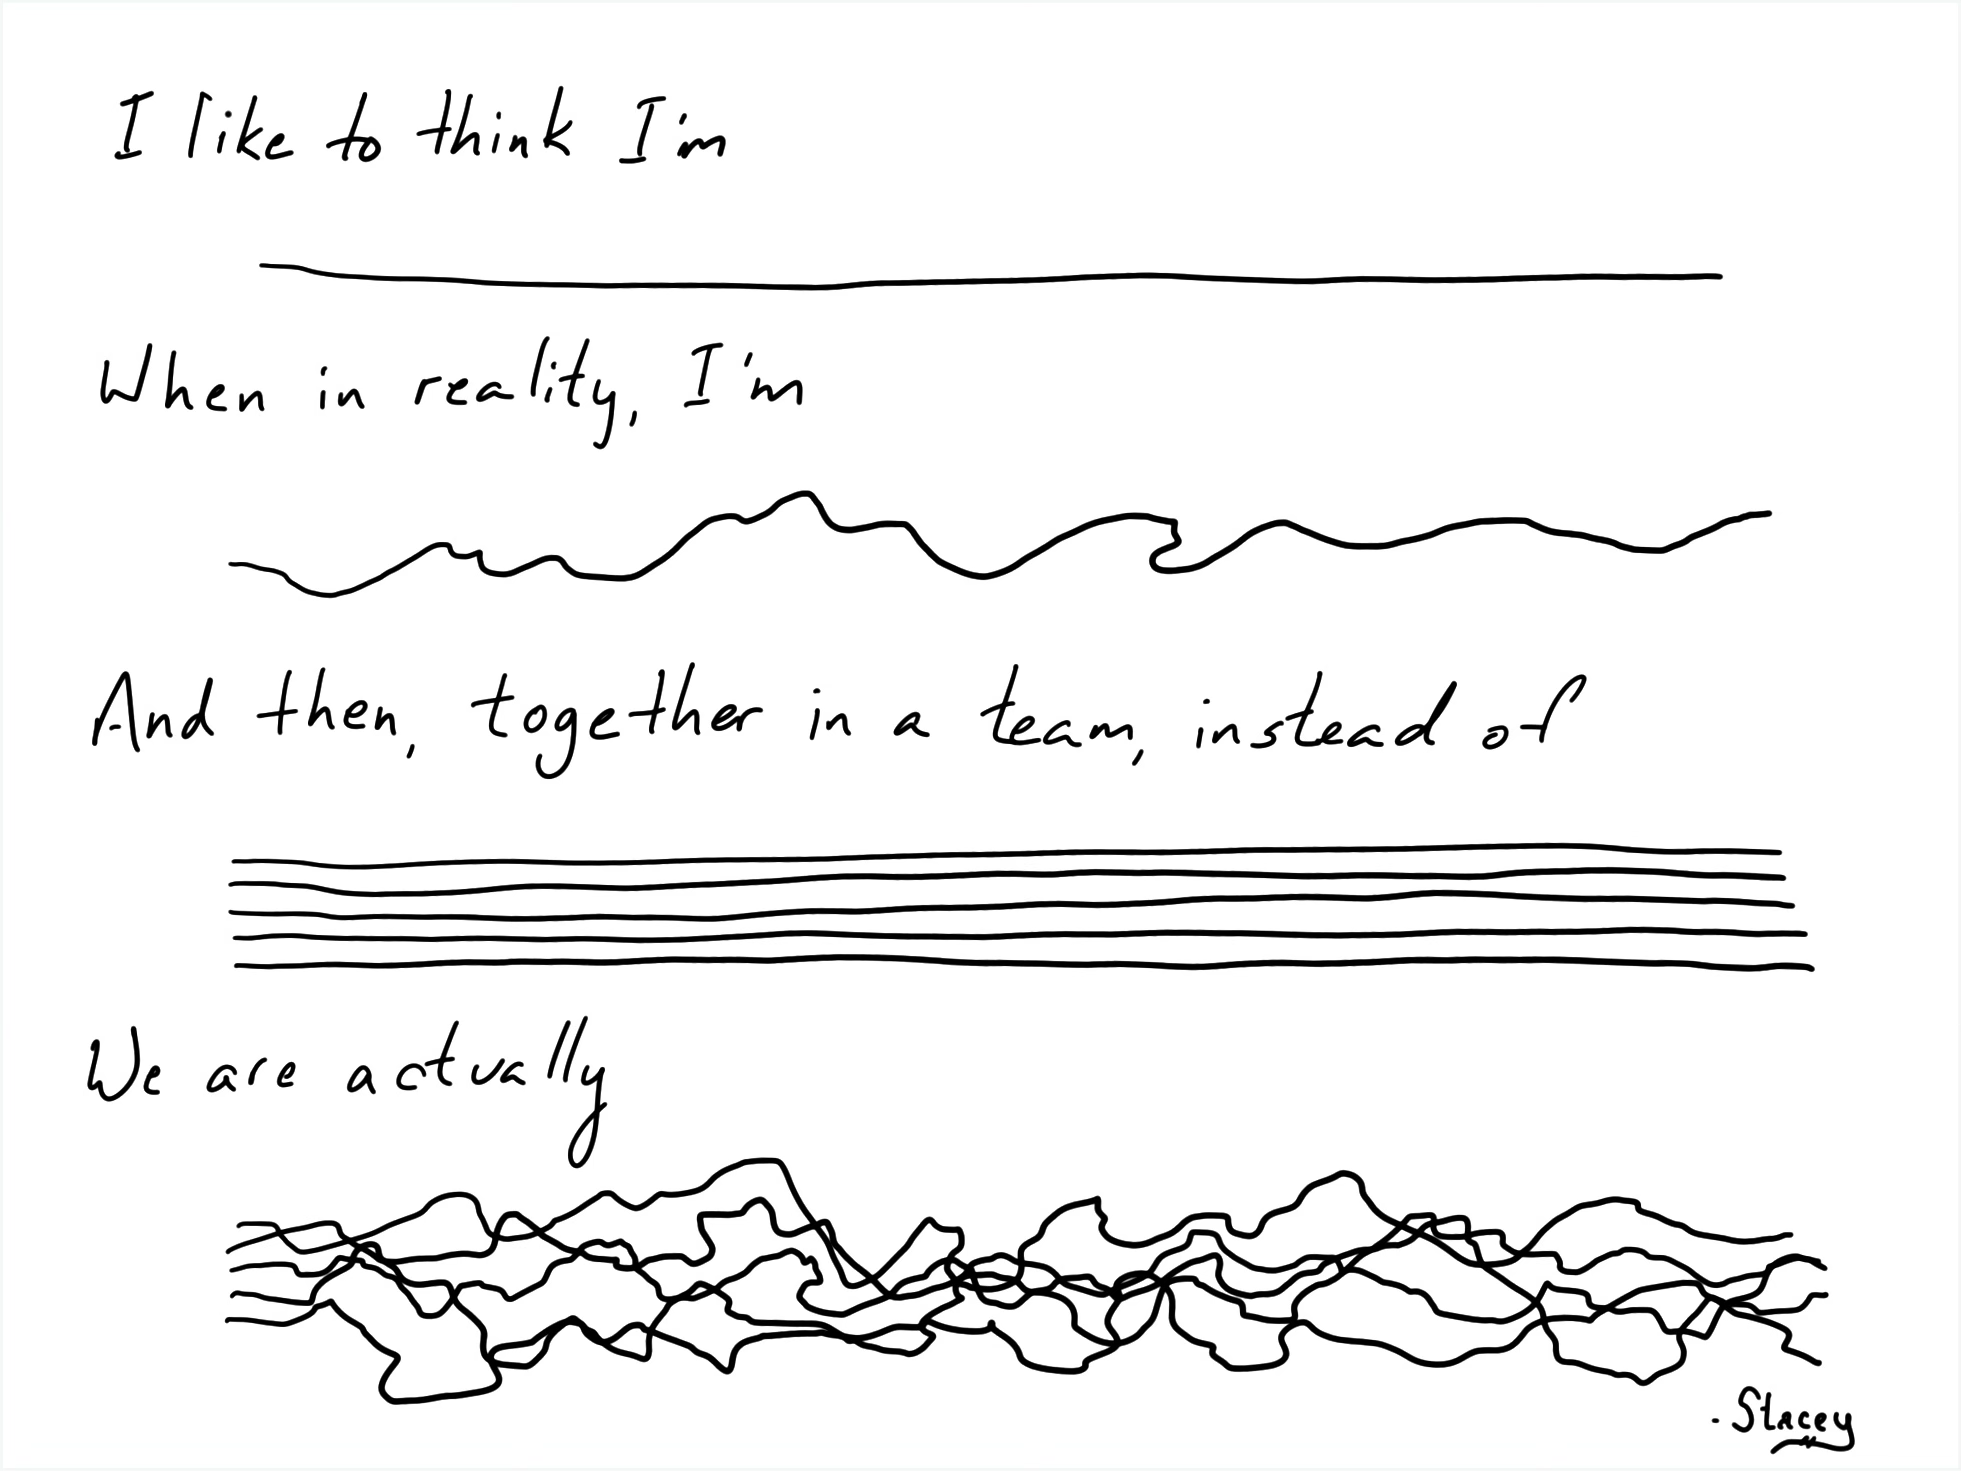 I like to think I'm
When in reality, I'm
And then, together in a team, instead of
We are actually
- Stacey